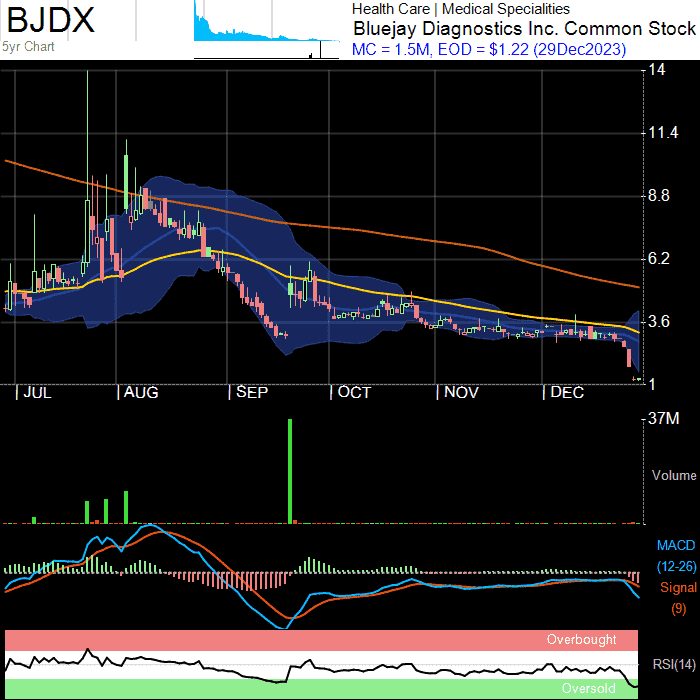 BJDX
5yr Chart
Health Care | Medical Specialities
Bluejay Diagnostics Inc. Common Stock
MC = 1.5M, EOD = $1.22 (29Dec2023)
14
11.4
8.8
6.2
3.6
1
JUL AUG SEP OCT NOV DEC
37M
Volume
MACD
(12-26)
Signal
(9)
Overbought
RSI(14)
Oversold